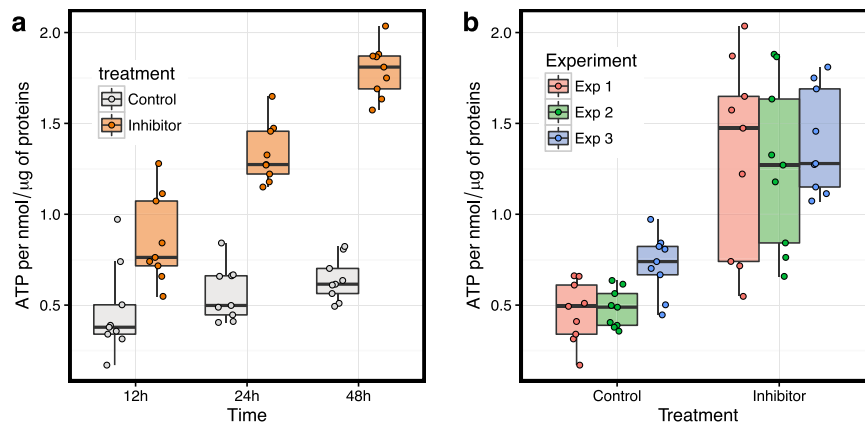 a
ATP per nmol/μg of proteins
2.0
1.5
1.0
0.5
treatment
Control
Inhibitor
12h 24h 48h
Time
b
ATP per nmol/μg of proteins
2.0
1.5
1.0
0.5
Experiment
Exp 1
Exp 2
Exp 3
Control Inhibitor
Treatment